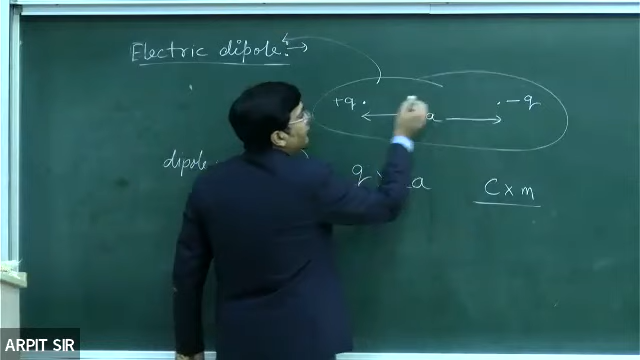 Electric dipole:→
+q . . -q
a
dipole q × a C × m
ARPIT SIR